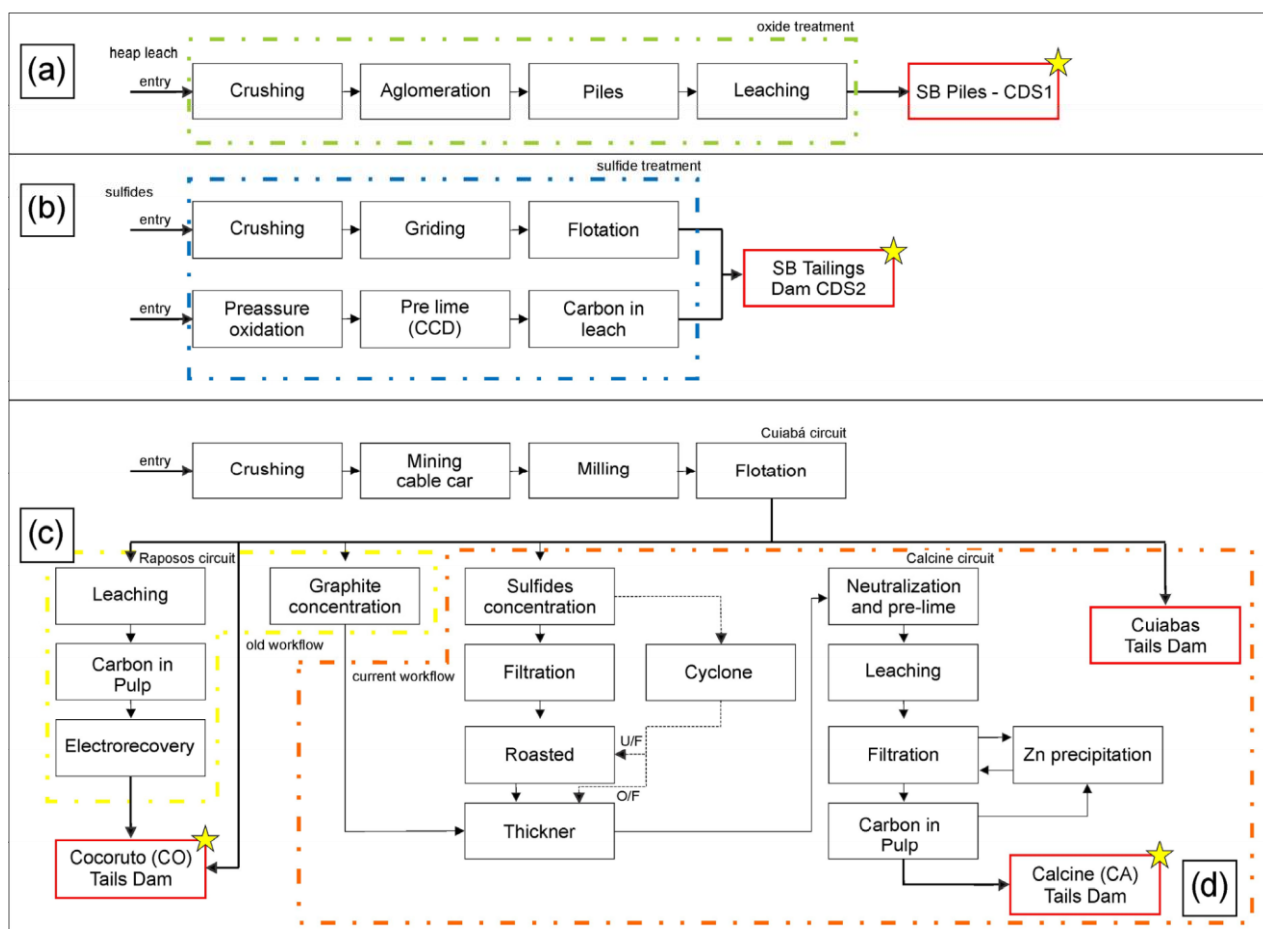 oxide treatment
(a)
heap leach
entry
Crushing
Aglomeration
Piles
Leaching
SB Piles - CDS1
sulfide treatment
(b)
sulfides
entry
Crushing
Griding
Flotation
SB Tailings
Dam CDS2
entry
Preassure
oxidation
Pre lime
(CCD)
Carbon in
leach
Cuiabá circuit
entry
Crushing
Mining
cable car
Milling
Flotation
(c)
Raposos circuit
Calcine circuit
Leaching
Graphite
concentration
Sulfides
concentration
Neutralization
and pre-lime
Cuiabas
Tails Dam
old workflow
current workflow
Carbon in
Pulp
Filtration
Cyclone
Leaching
Electrorecovery
Roasted
U/F
Filtration
Zn precipitation
O/F
Thickner
Carbon in
Pulp
Cocoruto (CO)
Tails Dam
Calcine (CA)
Tails Dam
(d)